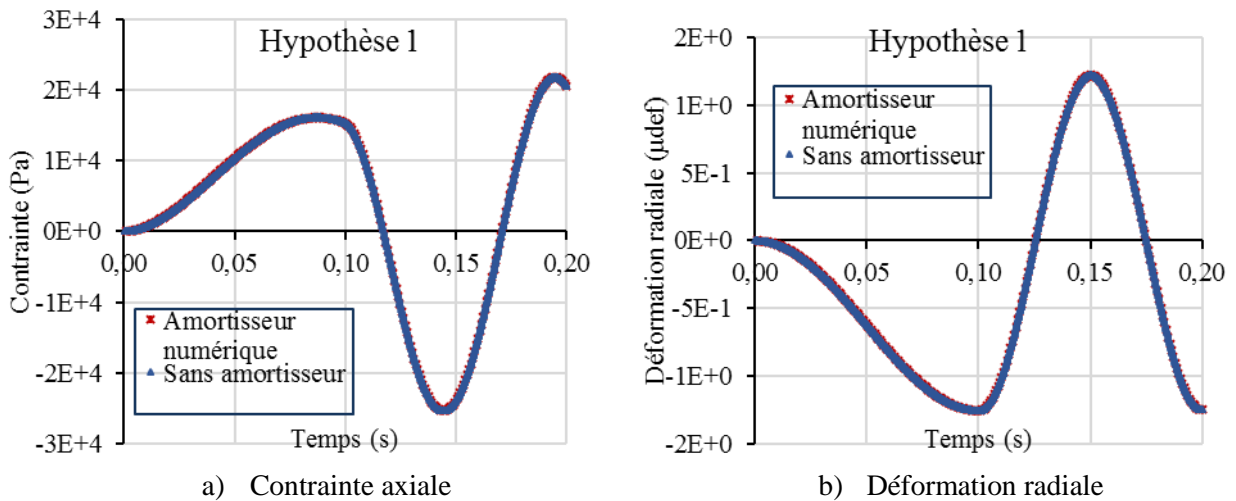 Hypothèse 1
3E+4
2E+4
1E+4
0E+0
-1E+4
-2E+4
-3E+4
Contrainte (Pa)
0,00 0,05 0,10 0,15 0,20
Amortisseur
numérique
Sans amortisseur
Temps (s)
a) Contrainte axiale
Hypothèse 1
2E+0
1E+0
5E-1
0E+0
-5E-1
-1E+0
-2E+0
Déformation radiale (µdef)
Amortisseur
numérique
Sans amortisseur
0,00 0,05 0,10 0,15 0,20
Temps (s)
b) Déformation radiale